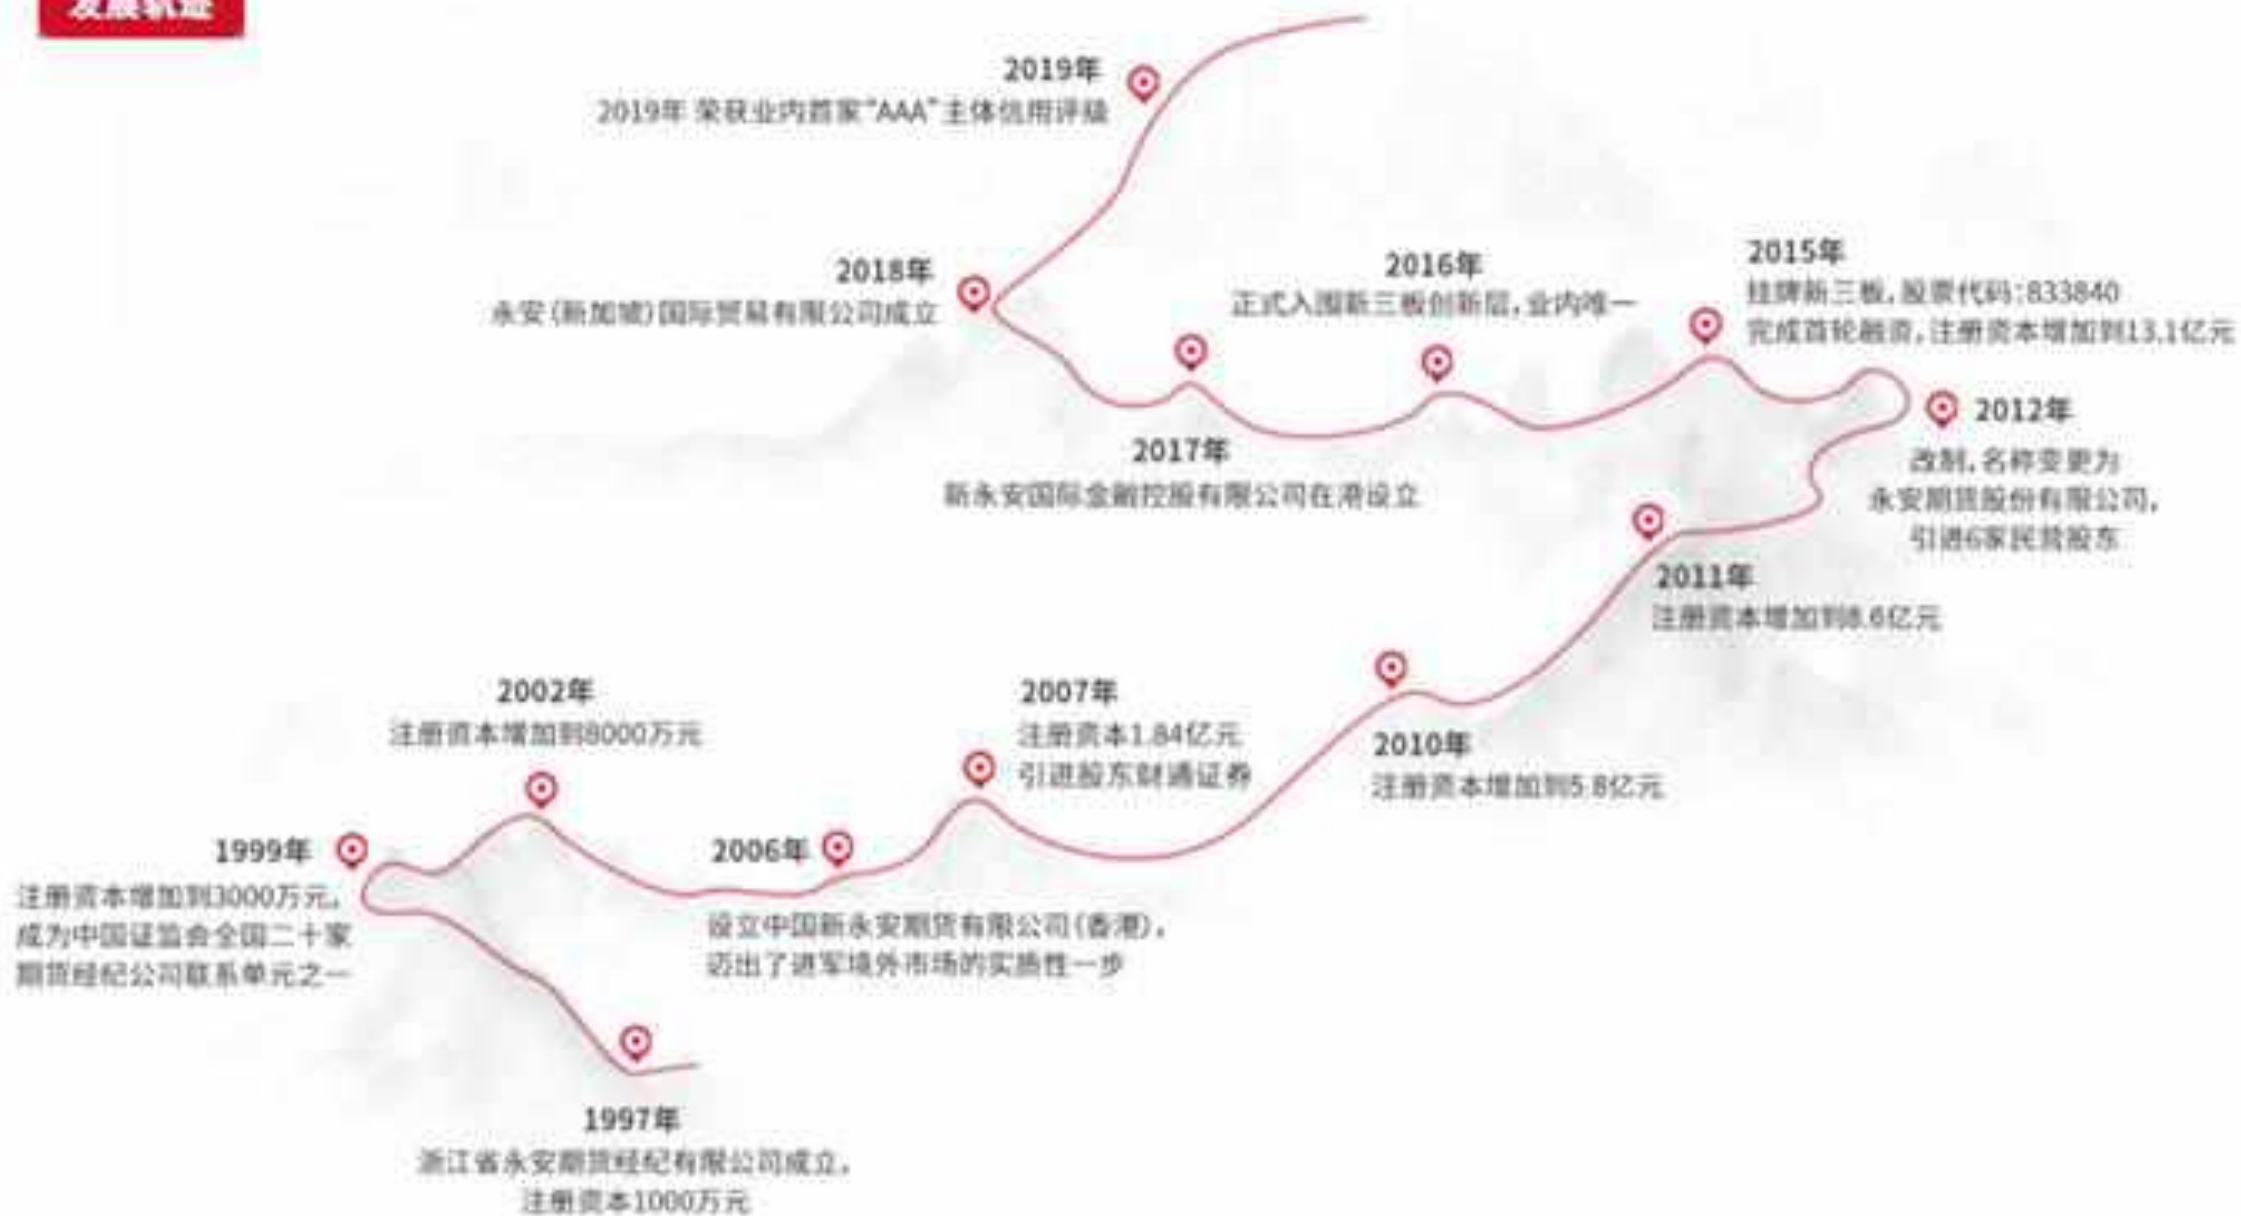 发展轨迹
2019年
2019年 荣获业内首家“AAA”主体信用评级
2018年
永安(新加坡)国际贸易有限公司成立
2016年
正式入围新三板创新层,业内唯一
2015年
挂牌新三板,股票代码:833840
完成首轮融资,注册资本增加到13.1亿元
2017年
新永安国际金融控股有限公司在港设立
2012年
改制,名称变更为
永安期货股份有限公司,
引进6家民营股东
2011年
注册资本增加到8.6亿元
2010年
注册资本增加到5.8亿元
2007年
注册资本1.84亿元
引进股东财通证券
2002年
注册资本增加到8000万元
2006年
设立中国新永安期货有限公司(香港),
迈出了进军境外市场的实质性一步
1999年
注册资本增加到3000万元,
成为中国证监会全国二十家
期货经纪公司联系单元之一
1997年
浙江省永安期货经纪有限公司成立,
注册资本1000万元